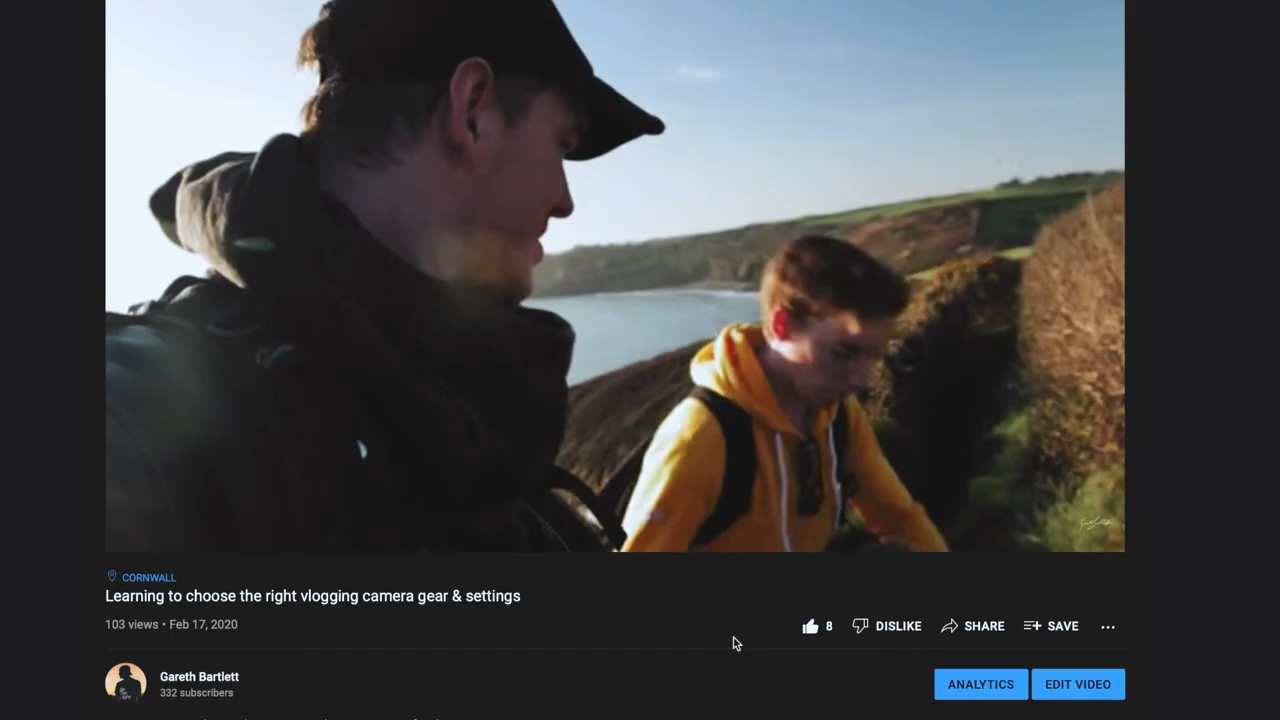 CORNWALL
Learning to choose the right vlogging camera gear & settings
103 views • Feb 17, 2020
8 DISLIKE SHARE SAVE
Gareth Bartlett
332 subscribers
ANALYTICS EDIT VIDEO